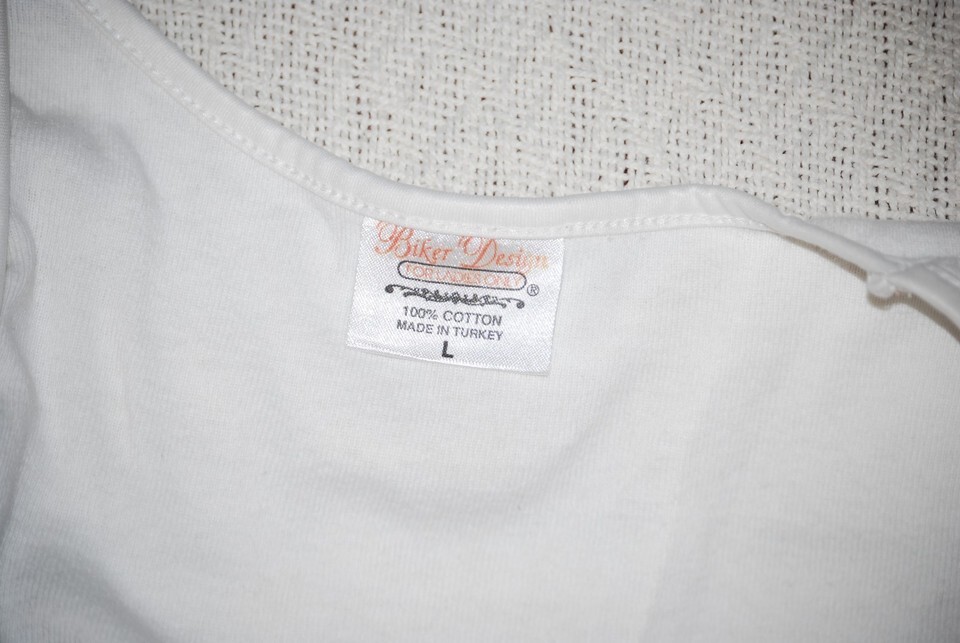 Biker Design
FOR LADIES ONLY
®
100% COTTON
MADE IN TURKEY
L